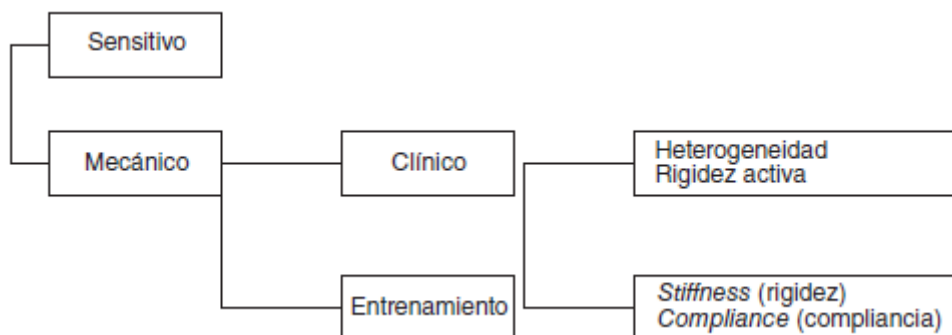 Sensitivo
Mecánico
Clínico
Heterogeneidad
Rigidez activa
Entrenamiento
Stiffness (rigidez)
Compliance (compliancia)